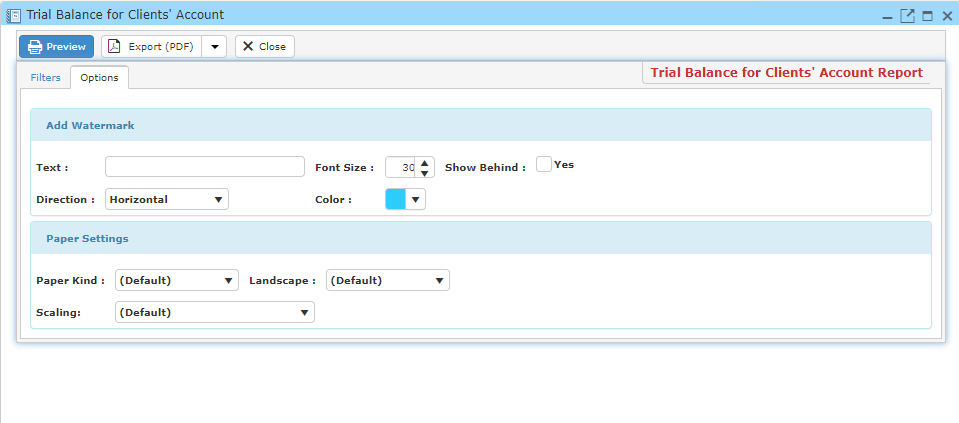 Trial Balance for Clients' Account
Preview Export (PDF) Close
Filters Options Trial Balance for Clients' Account Report
Add Watermark
Text : Font Size : 30 Show Behind : Yes
Direction : Horizontal Color :
Paper Settings
Paper Kind : (Default) Landscape : (Default)
Scaling: (Default)